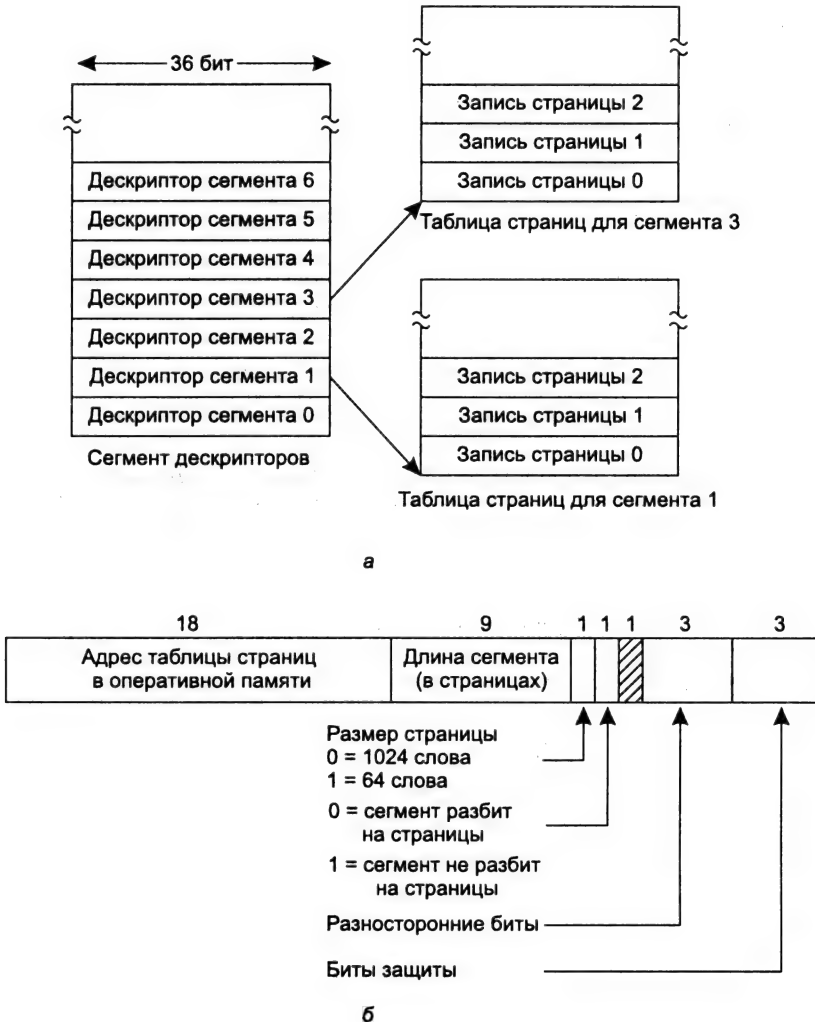 36 бит
Дескриптор сегмента 6
Дескриптор сегмента 5
Дескриптор сегмента 4
Дескриптор сегмента 3
Дескриптор сегмента 2
Дескриптор сегмента 1
Дескриптор сегмента 0
Сегмент дескрипторов
Запись страницы 2
Запись страницы 1
Запись страницы 0
Таблица страниц для сегмента 3
Запись страницы 2
Запись страницы 1
Запись страницы 0
Таблица страниц для сегмента 1
а
18 9 1 1 1 3 3
Адрес таблицы страниц
в оперативной памяти
Длина сегмента
(в страницах)
Размер страницы
0 = 1024 слова
1 = 64 слова
0 = сегмент разбит
на страницы
1 = сегмент не разбит
на страницы
Разносторонние биты
Биты защиты
б